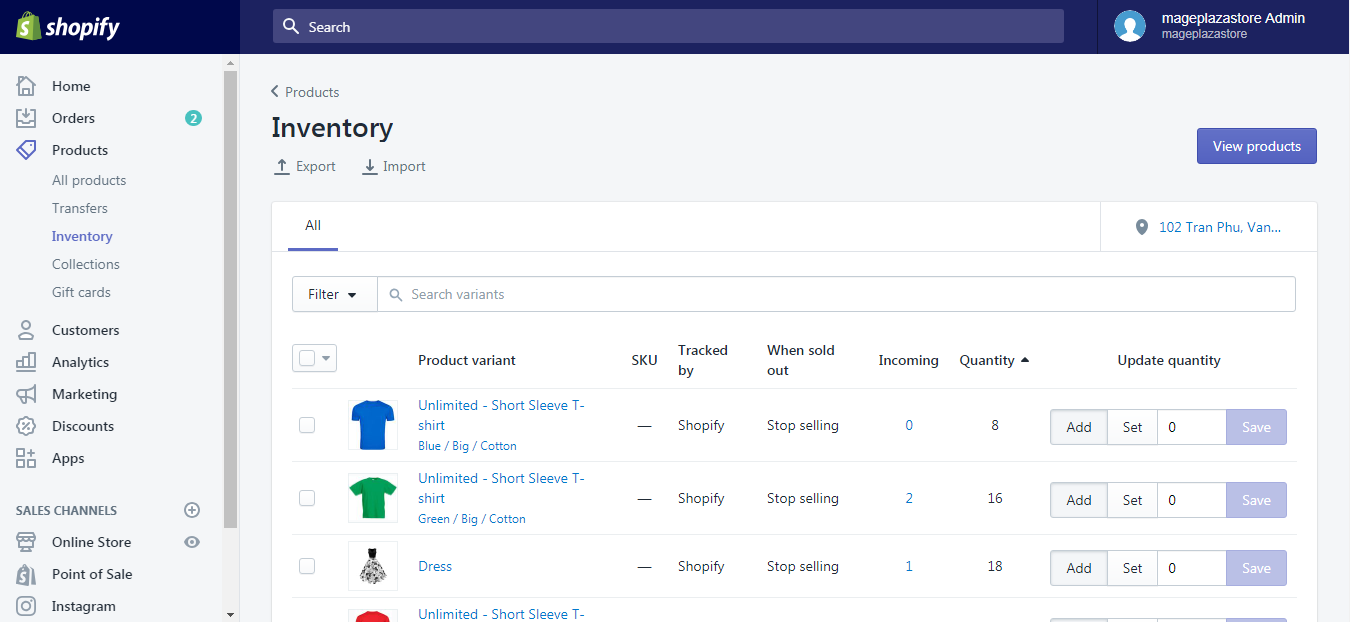 shopify
Search
mageplazastore Admin
mageplazastore
Home
Orders
2
Products
All products
Transfers
Inventory
Collections
Gift cards
Customers
Analytics
Marketing
Discounts
Apps
SALES CHANNELS
Online Store
Point of Sale
Instagram
Products
Inventory
Export
Import
View products
All
102 Tran Phu, Van...
Filter
Search variants
Product variant
SKU
Tracked
by
When sold
out
Incoming
Quantity
Update quantity
Unlimited - Short Sleeve T-
shirt
Blue / Big / Cotton
—
Shopify
Stop selling
0
8
Add
Set
0
Save
Unlimited - Short Sleeve T-
shirt
Green / Big / Cotton
—
Shopify
Stop selling
2
16
Add
Set
0
Save
Dress
—
Shopify
Stop selling
1
18
Add
Set
0
Save
Unlimited - Short Sleeve T-